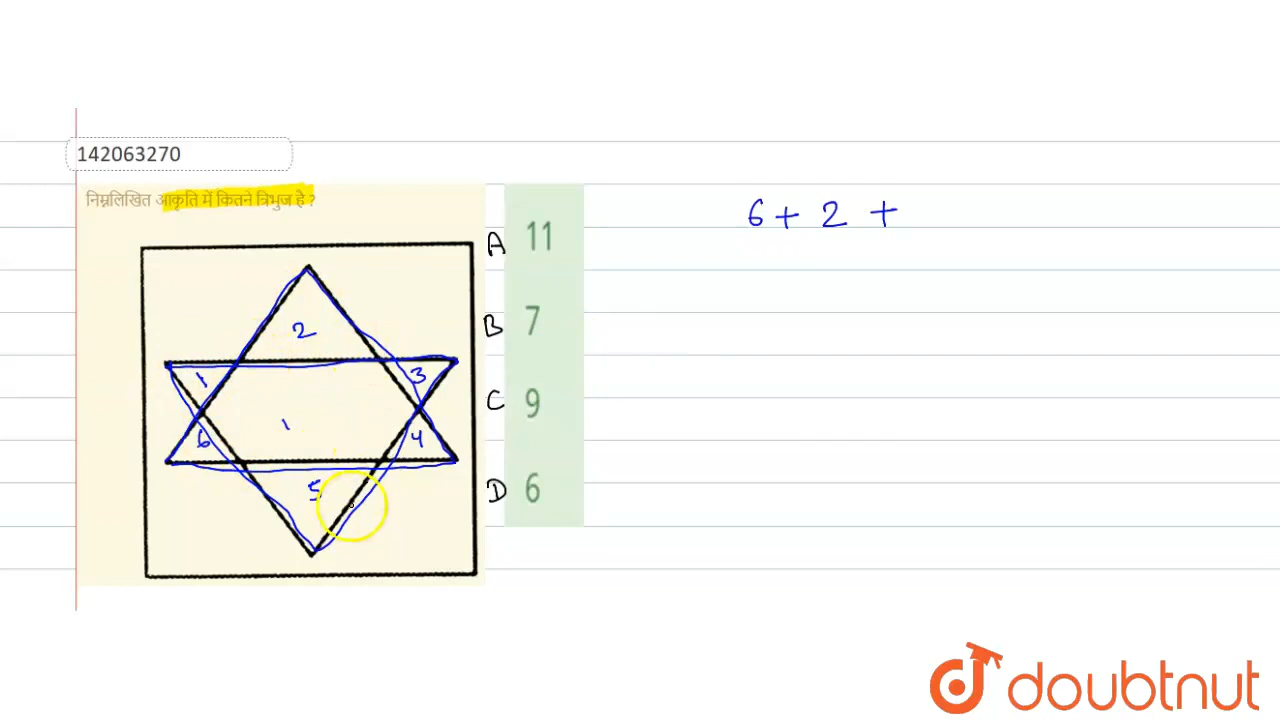 142063270
निम्नलिखित आकृति में कितने त्रिभुज है ?
6 + 2 +
A 11
B 7
C 9
D 6
2
1 3
1
6 4
5
doubtnut